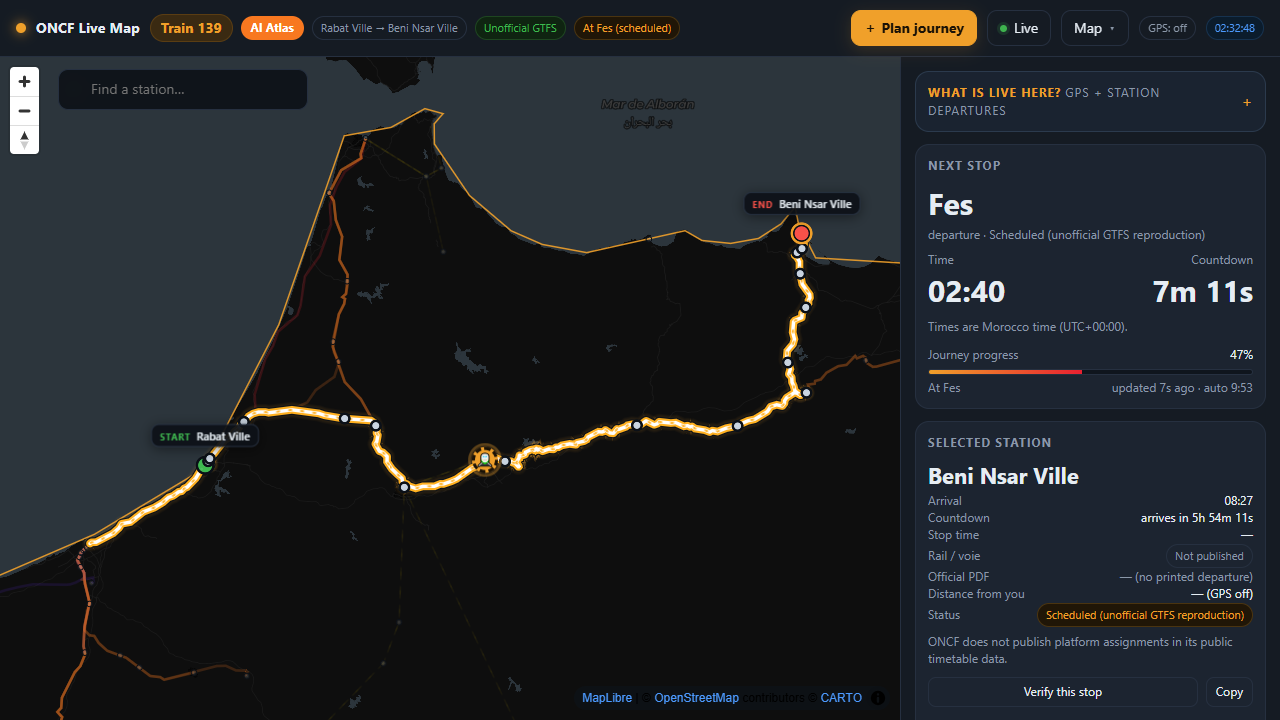 ONCF Live Map
Train 139
Al Atlas
Rabat Ville → Beni Nsar Ville
Unofficial GTFS
At Fes (scheduled)
+ Plan journey
Live
Map
GPS: off
02:32:48
Find a station...
Mar de Alborán
بحر البحران
START Rabat Ville
END Beni Nsar Ville
MapLibre | © OpenStreetMap contributors © CARTO
WHAT IS LIVE HERE? GPS + STATION
DEPARTURES
+
NEXT STOP
Fes
departure · Scheduled (unofficial GTFS reproduction)
Time Countdown
02:40 7m 11s
Times are Morocco time (UTC+00:00).
Journey progress 47%
At Fes updated 7s ago · auto 9:53
SELECTED STATION
Beni Nsar Ville
Arrival 08:27
Countdown arrives in 5h 54m 11s
Stop time —
Rail / voie Not published
Official PDF — (no printed departure)
Distance from you — (GPS off)
Status Scheduled (unofficial GTFS reproduction)
ONCF does not publish platform assignments in its public
timetable data.
Verify this stop
Copy